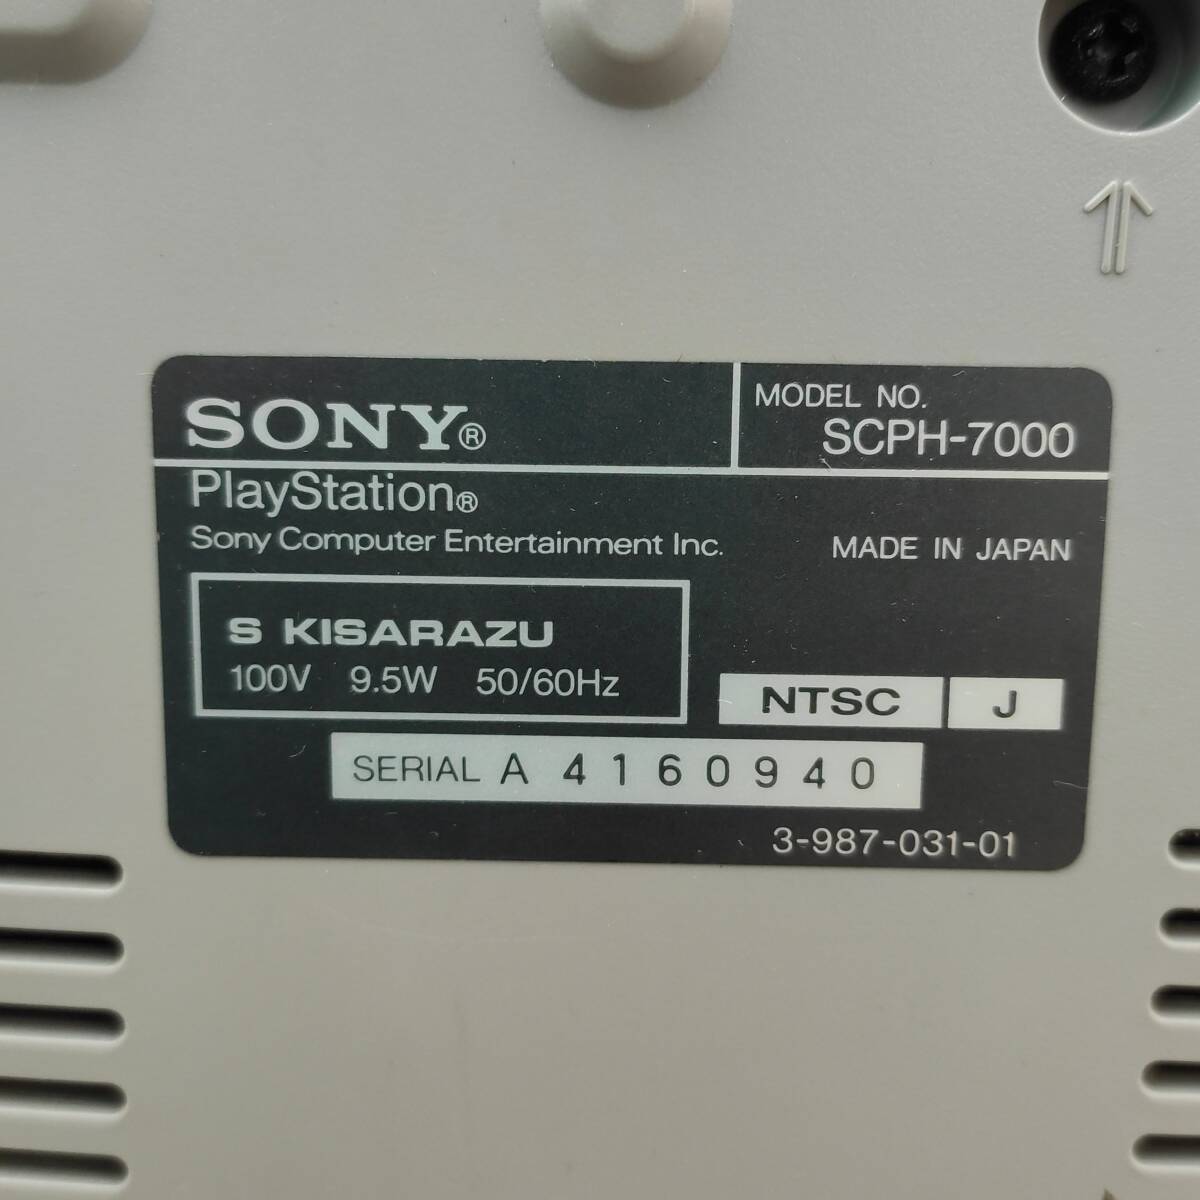 SONY®
MODEL NO.
SCPH-7000
PlayStation®
Sony Computer Entertainment Inc.
MADE IN JAPAN
S KISARAZU
100V 9.5W 50/60Hz
NTSC J
SERIAL A 4160940
3-987-031-01